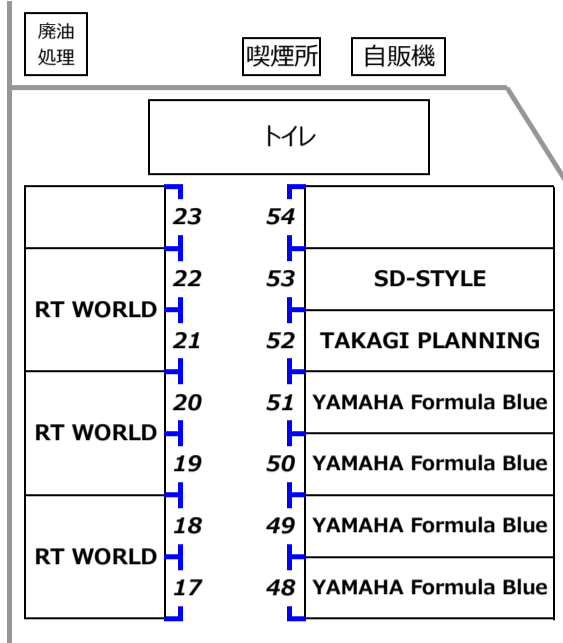 廃油
処理
喫煙所 自販機
トイレ
23 54
22 53 SD-STYLE
RT WORLD
21 52 TAKAGI PLANNING
20 51 YAMAHA Formula Blue
RT WORLD
19 50 YAMAHA Formula Blue
18 49 YAMAHA Formula Blue
RT WORLD
17 48 YAMAHA Formula Blue